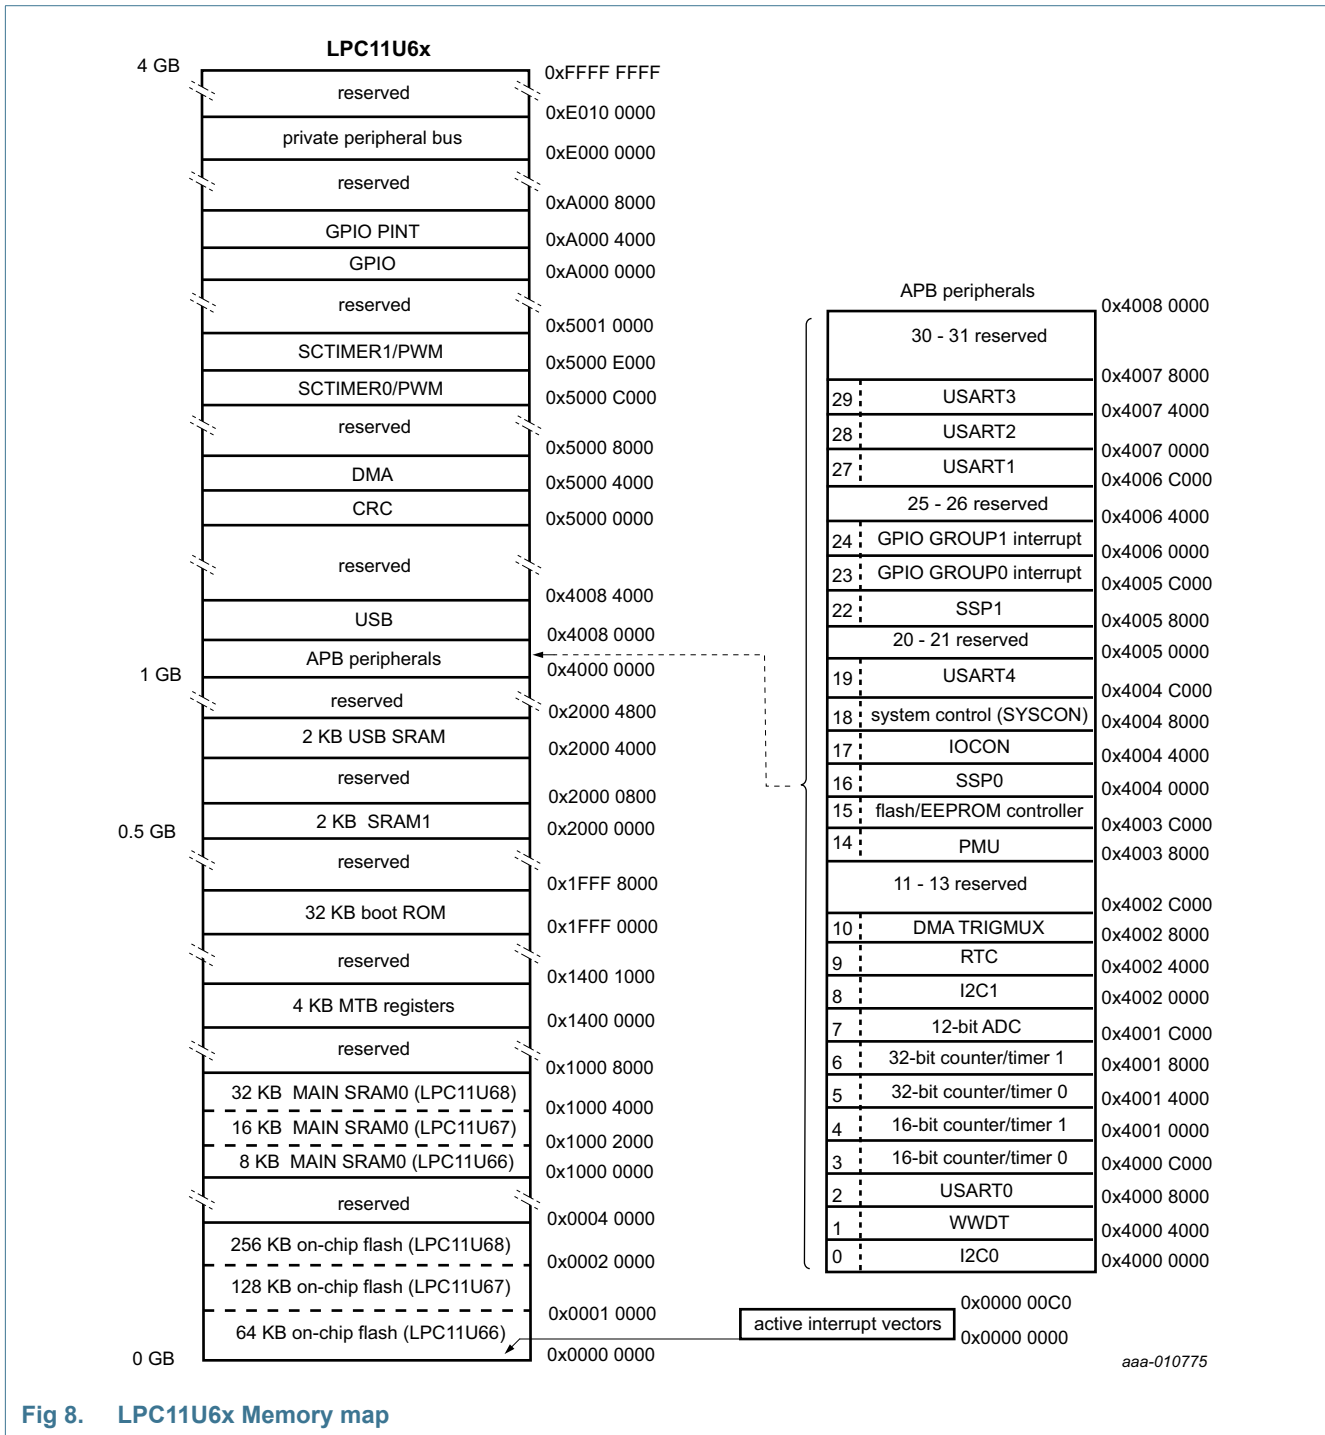 LPC11U6x
4 GB
0xFFFF FFFF
reserved
0xE010 0000
private peripheral bus
0xE000 0000
reserved
0xA000 8000
GPIO PINT
0xA000 4000
GPIO
0xA000 0000
reserved
0x5001 0000
SCTIMER1/PWM
0x5000 E000
SCTIMER0/PWM
0x5000 C000
reserved
0x5000 8000
DMA
0x5000 4000
CRC
0x5000 0000
reserved
0x4008 4000
USB
0x4008 0000
APB peripherals
0x4000 0000
1 GB
reserved
0x2000 4800
2 KB USB SRAM
0x2000 4000
reserved
0x2000 0800
2 KB SRAM1
0x2000 0000
0.5 GB
reserved
0x1FFF 8000
32 KB boot ROM
0x1FFF 0000
reserved
0x1400 1000
4 KB MTB registers
0x1400 0000
reserved
0x1000 8000
32 KB MAIN SRAM0 (LPC11U68)
0x1000 4000
16 KB MAIN SRAM0 (LPC11U67)
0x1000 2000
8 KB MAIN SRAM0 (LPC11U66)
0x1000 0000
reserved
0x0004 0000
256 KB on-chip flash (LPC11U68)
0x0002 0000
128 KB on-chip flash (LPC11U67)
0x0001 0000
64 KB on-chip flash (LPC11U66)
0x0000 0000
0 GB
APB peripherals
0x4008 0000
30 - 31 reserved
0x4007 8000
29 USART3
0x4007 4000
28 USART2
0x4007 0000
27 USART1
0x4006 C000
25 - 26 reserved
0x4006 4000
24 GPIO GROUP1 interrupt
0x4006 0000
23 GPIO GROUP0 interrupt
0x4005 C000
22 SSP1
0x4005 8000
20 - 21 reserved
0x4005 0000
19 USART4
0x4004 C000
18 system control (SYSCON)
0x4004 8000
17 IOCON
0x4004 4000
16 SSP0
0x4004 0000
15 flash/EEPROM controller
0x4003 C000
14 PMU
0x4003 8000
11 - 13 reserved
0x4002 C000
10 DMA TRIGMUX
0x4002 8000
9 RTC
0x4002 4000
8 I2C1
0x4002 0000
7 12-bit ADC
0x4001 C000
6 32-bit counter/timer 1
0x4001 8000
5 32-bit counter/timer 0
0x4001 4000
4 16-bit counter/timer 1
0x4001 0000
3 16-bit counter/timer 0
0x4000 C000
2 USART0
0x4000 8000
1 WWDT
0x4000 4000
0 I2C0
0x4000 0000
0x0000 00C0
active interrupt vectors
0x0000 0000
aaa-010775
Fig 8. LPC11U6x Memory map